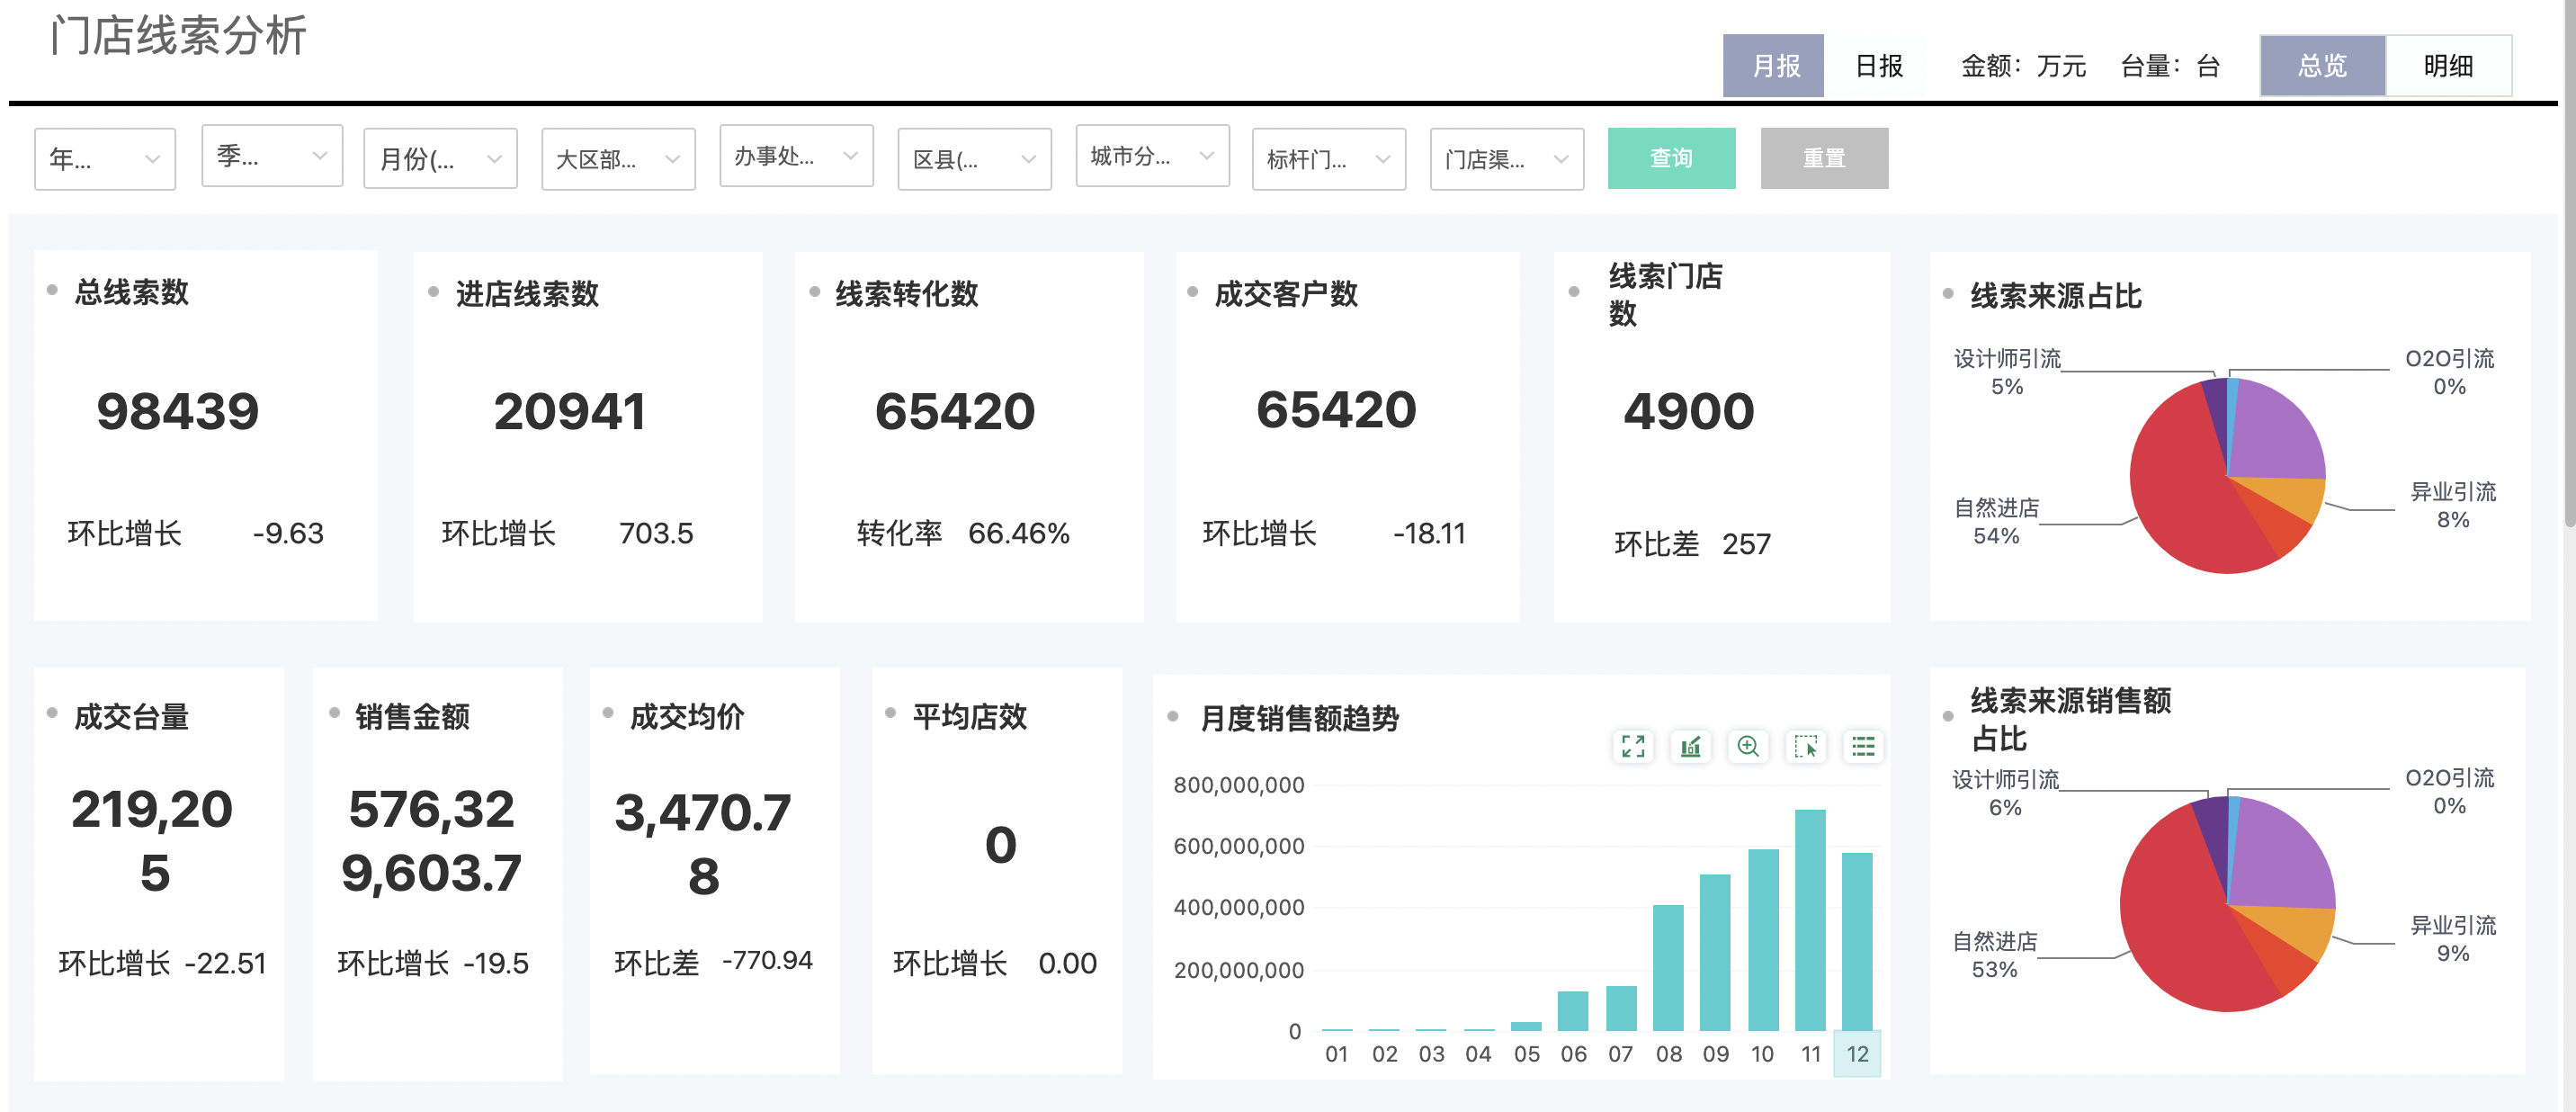 门店线索分析
月报
日报
金额：万元
台量：台
总览
明细
年...
季...
月份(...
大区部...
办事处...
区县(...
城市分...
标杆门...
门店渠...
查询
重置
总线索数
98439
环比增长 -9.63
进店线索数
20941
环比增长 703.5
线索转化数
65420
转化率 66.46%
成交客户数
65420
环比增长 -18.11
线索门店
数
4900
环比差 257
线索来源占比
设计师引流
5%
O2O引流
0%
自然进店
54%
异业引流
8%
成交台量
219,20
5
环比增长 -22.51
销售金额
576,32
9,603.7
环比增长 -19.5
成交均价
3,470.7
8
环比差 -770.94
平均店效
0
环比增长 0.00
月度销售额趋势
800,000,000
600,000,000
400,000,000
200,000,000
0
01 02 03 04 05 06 07 08 09 10 11 12
线索来源销售额
占比
设计师引流
6%
O2O引流
0%
自然进店
53%
异业引流
9%